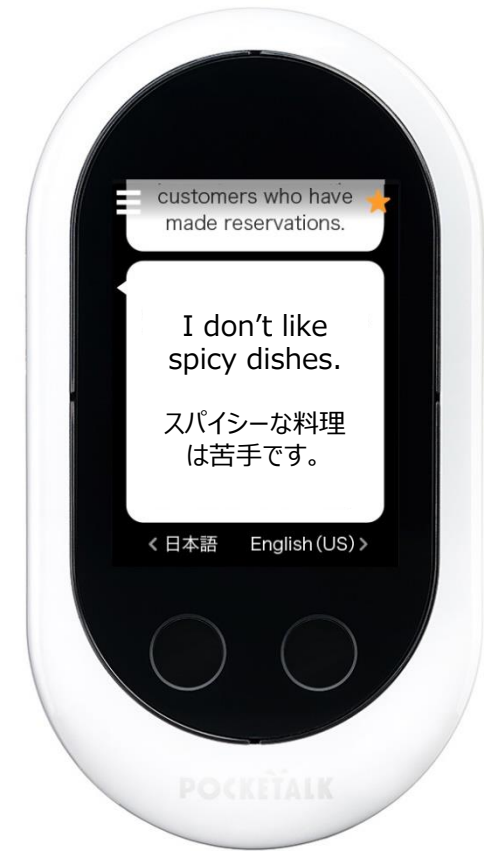 customers who have
made reservations.
I don't like
spicy dishes.
スパイシーな料理
は苦手です。
< 日本語 English(US) >
POCKETALK